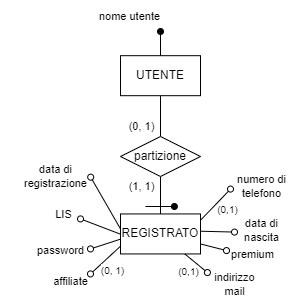 nome utente
UTENTE
(0, 1)
partizione
(1, 1)
data di
registrazione
numero di
telefono
LIS
(0,1)
REGISTRATO
data di
nascita
password
premium
affiliate
(0, 1)
(0,1)
indirizzo
mail